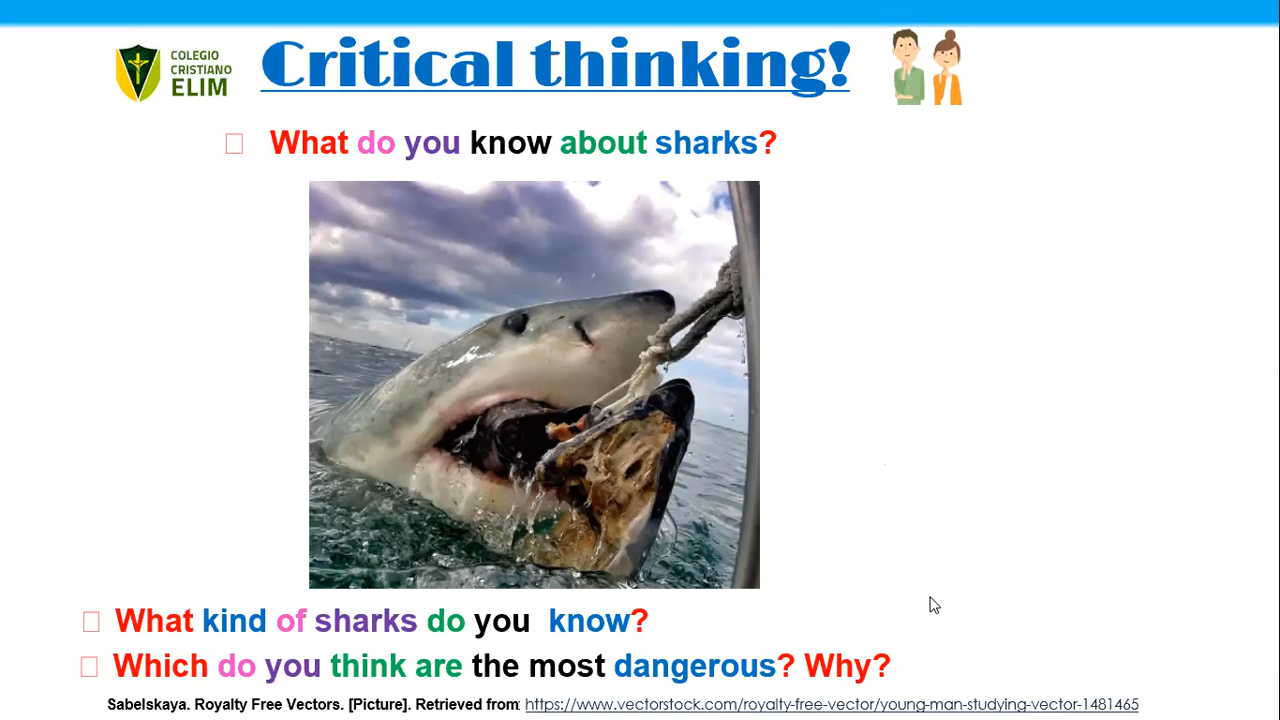 COLEGIO
CRISTIANO
ELIM
Critical thinking!
What do you know about sharks?
What kind of sharks do you know?
Which do you think are the most dangerous? Why?
Sabelskaya. Royalty Free Vectors. [Picture]. Retrieved from: https://www.vectorstock.com/royalty-free-vector/young-man-studying-vector-1481465